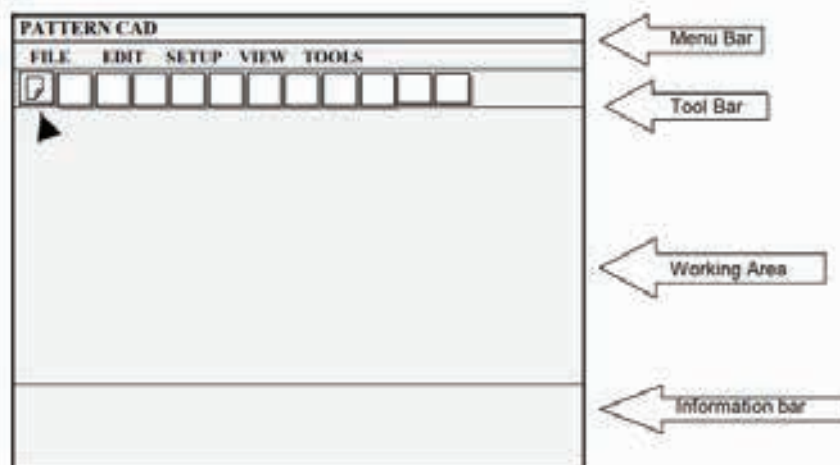 PATTERN CAD
FILE EDIT SETUP VIEW TOOLS
Menu Bar
Tool Bar
Working Area
Information bar